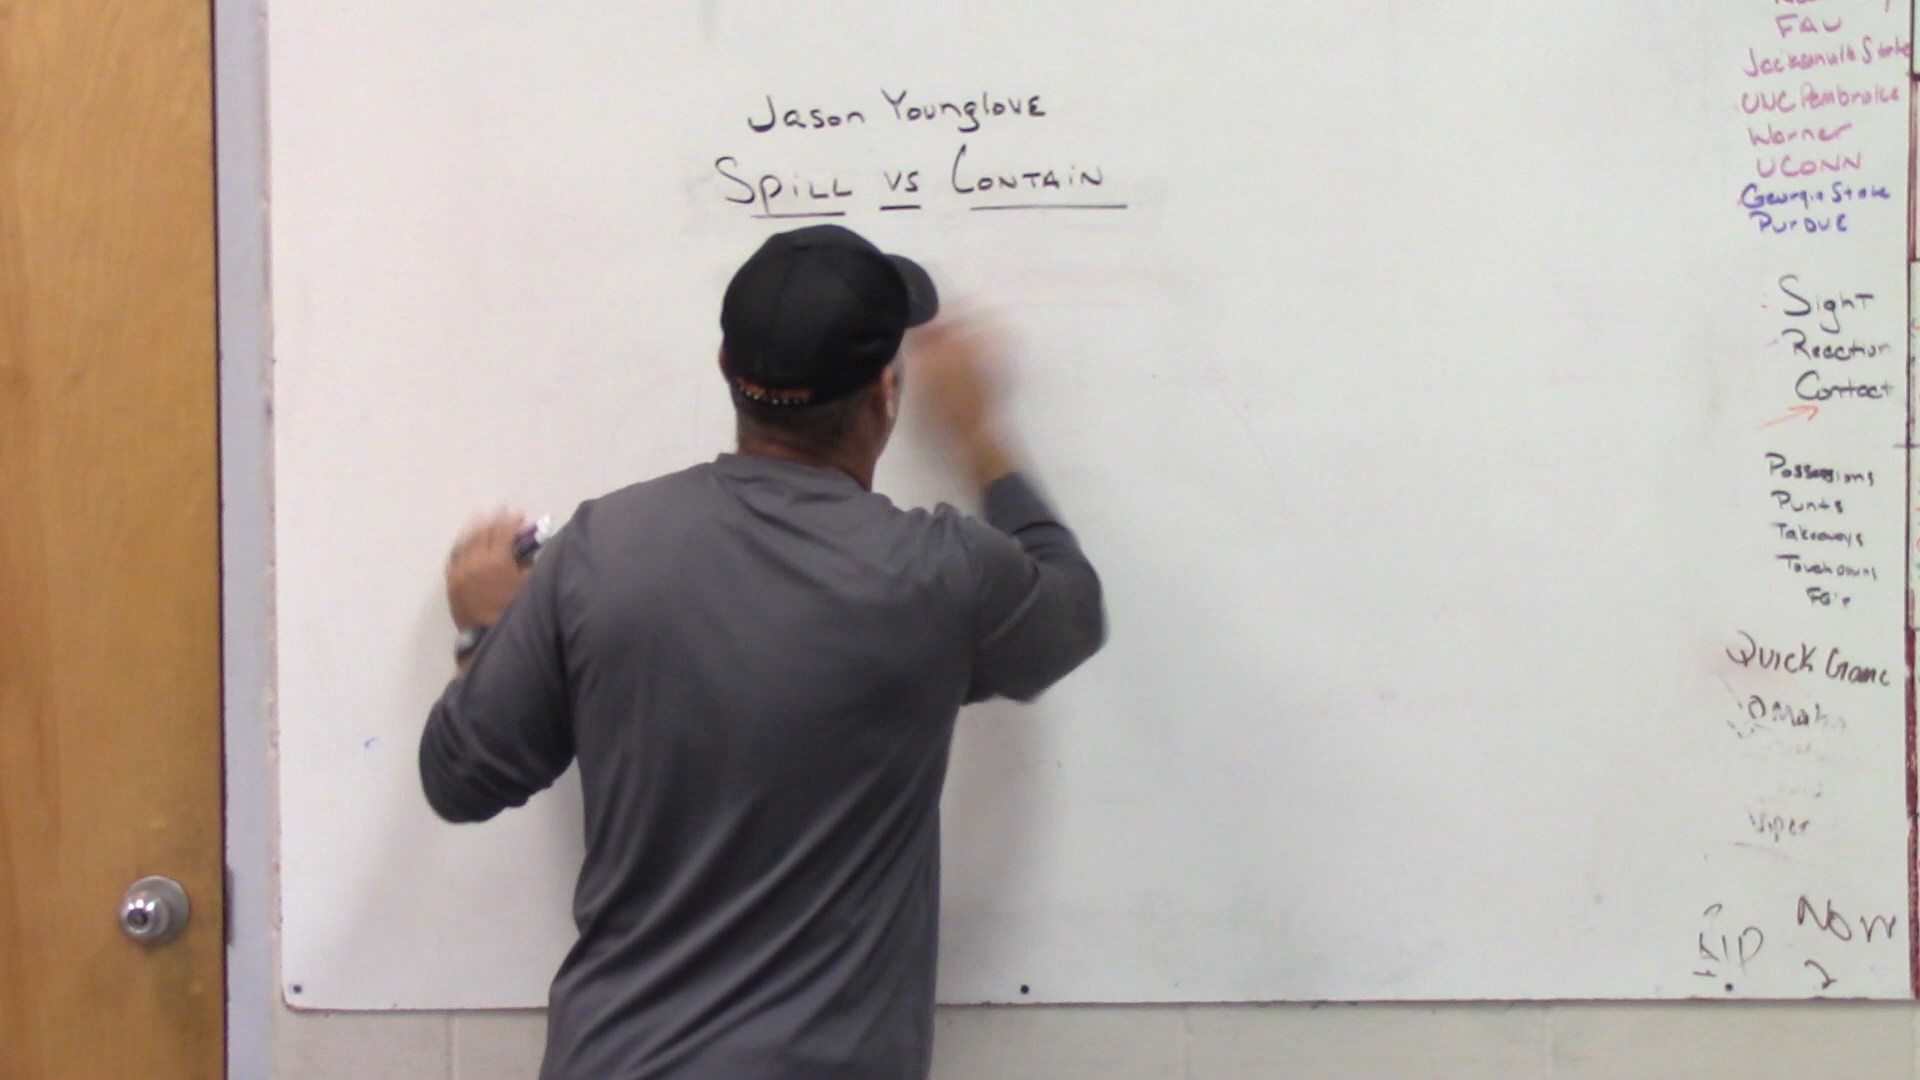 Jason Younglove
Spill vs Contain
FAU
Jacksonville State
UNC Pembroke
Warner
UCONN
Georgia State
Purdue
Sight
Reaction
Contact
Possessions
Punts
Takeaways
Touchdowns
Quick Game
Omaha
Viper
Now